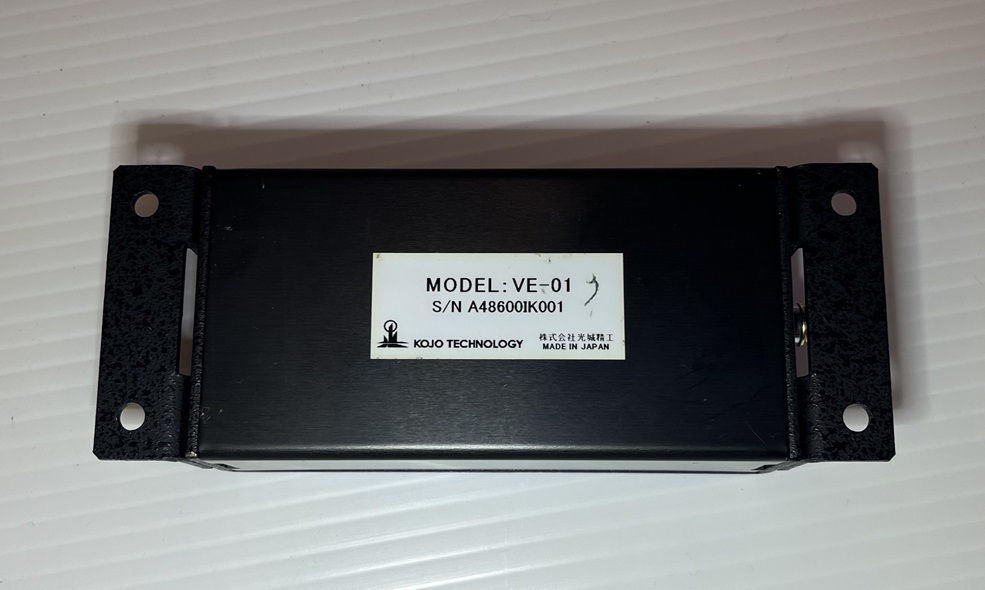 MODEL: VE-01
S/N A48600IK001
KOJO TECHNOLOGY
株式会社光城精工
MADE IN JAPAN